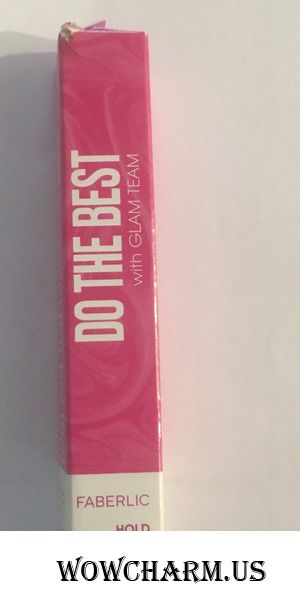 DO THE BEST
with GLAM TEAM
FABERLIC
HOLD
WOWCHARM.US